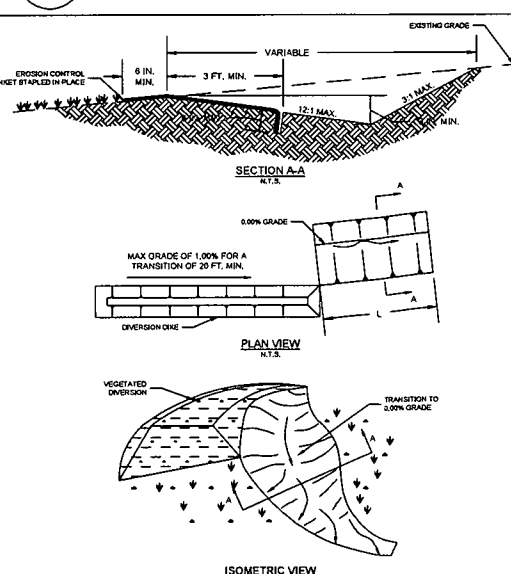 EXISTING GRADE
VARIABLE
6 IN.
MIN.
3 FT. MIN.
EROSION CONTROL
NKET STAPLED IN PLACE
12:1 MAX.
3:1 MAX.
MIN.
SECTION A-A
N.T.S.
A
0.00% GRADE
MAX GRADE OF 1.00% FOR A
TRANSITION OF 20 FT. MIN.
A
L
DIVERSION DIKE
PLAN VIEW
N.T.S.
VEGETATED
DIVERSION
TRANSITION TO
0.00% GRADE
A
A
ISOMETRIC VIEW